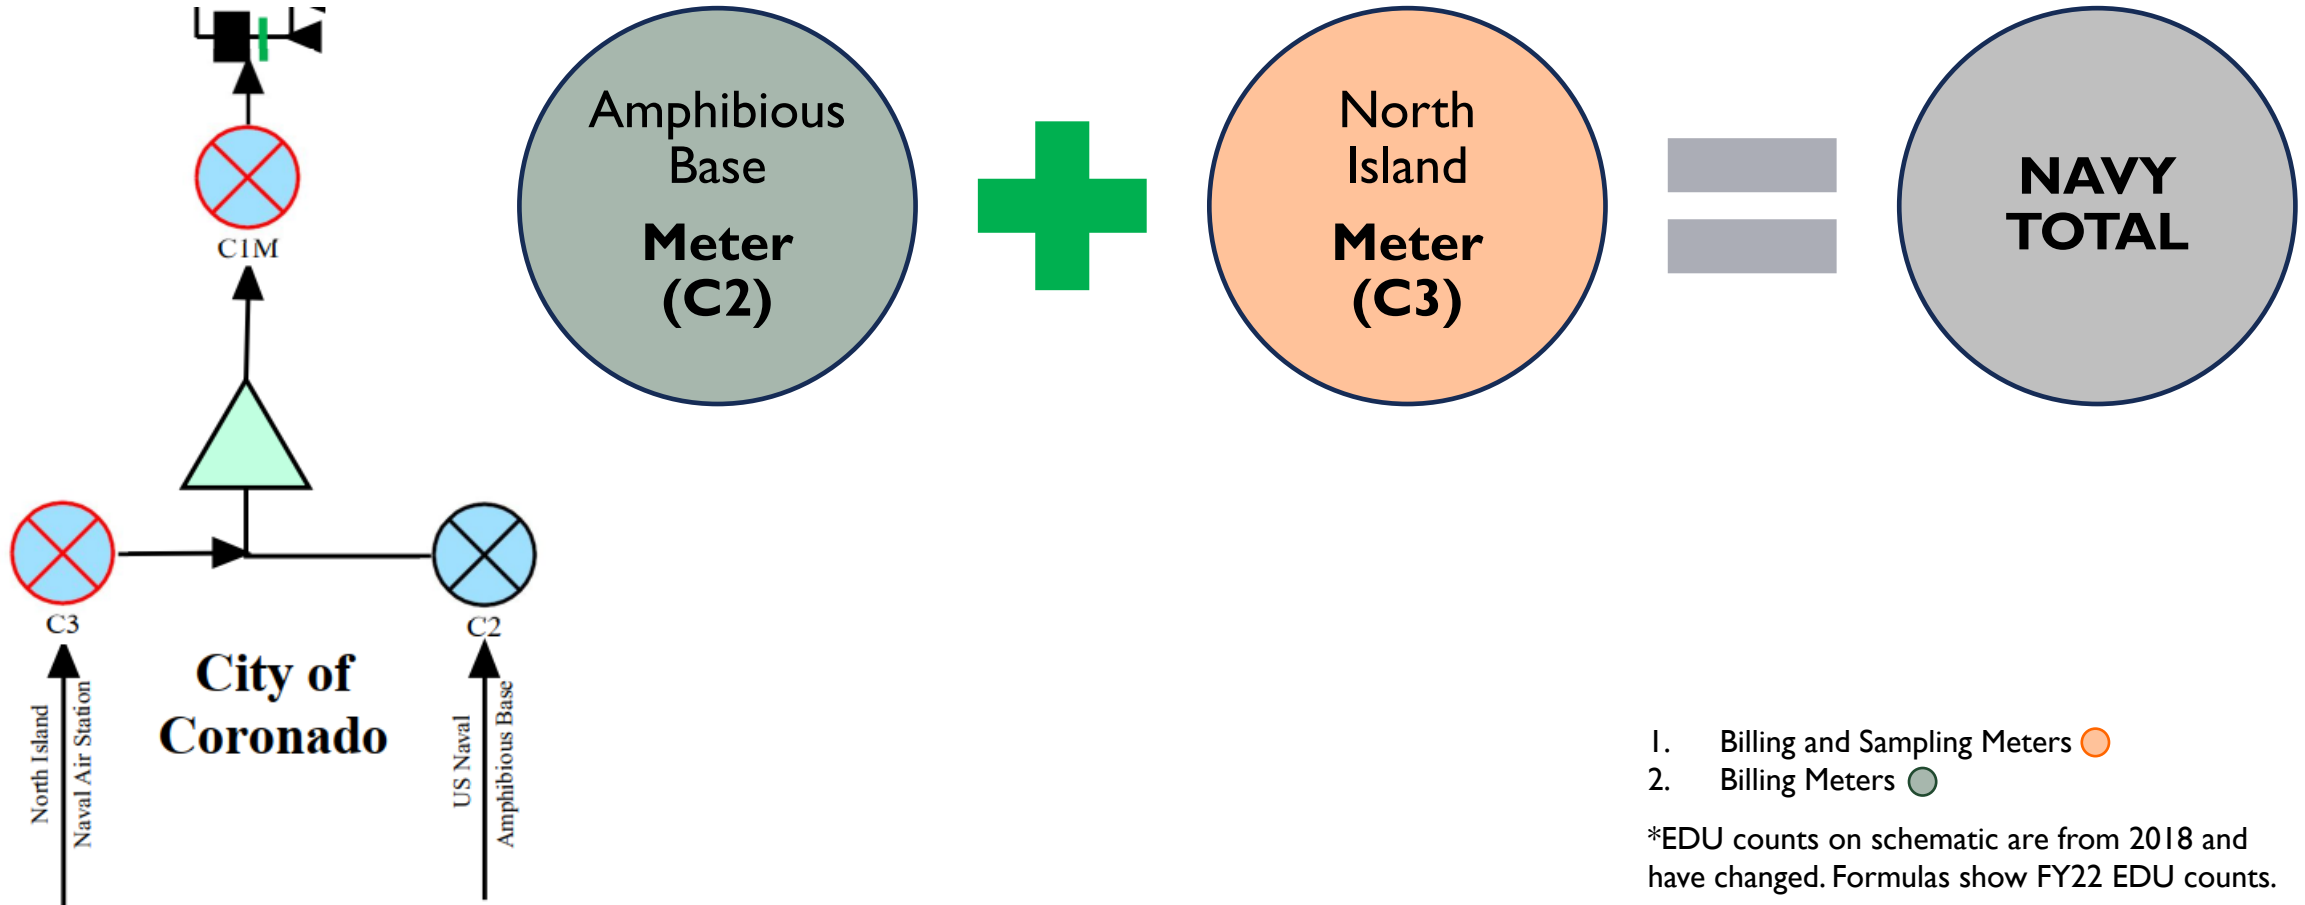 C1M
C3
C2
North Island
Naval Air Station
City of
Coronado
US Naval
Amphibious Base
Amphibious
Base
Meter
(C2)
North
Island
Meter
(C3)
NAVY
TOTAL
1. Billing and Sampling Meters
2. Billing Meters
*EDU counts on schematic are from 2018 and
have changed. Formulas show FY22 EDU counts.